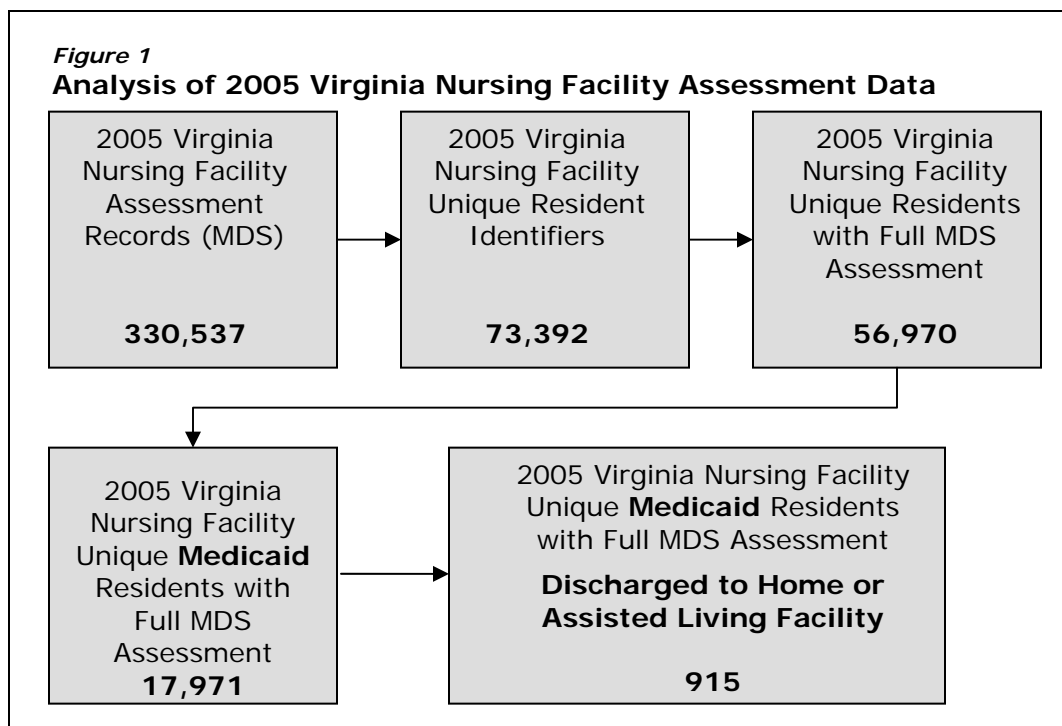 Figure 1
Analysis of 2005 Virginia Nursing Facility Assessment Data
2005 Virginia
Nursing Facility
Assessment
Records (MDS)
330,537
2005 Virginia
Nursing Facility
Unique Resident
Identifiers
73,392
2005 Virginia
Nursing Facility
Unique Residents
with Full MDS
Assessment
56,970
2005 Virginia
Nursing Facility
Unique Medicaid
Residents with
Full MDS
Assessment
17,971
2005 Virginia Nursing Facility
Unique Medicaid Residents
with Full MDS Assessment
Discharged to Home or
Assisted Living Facility
915